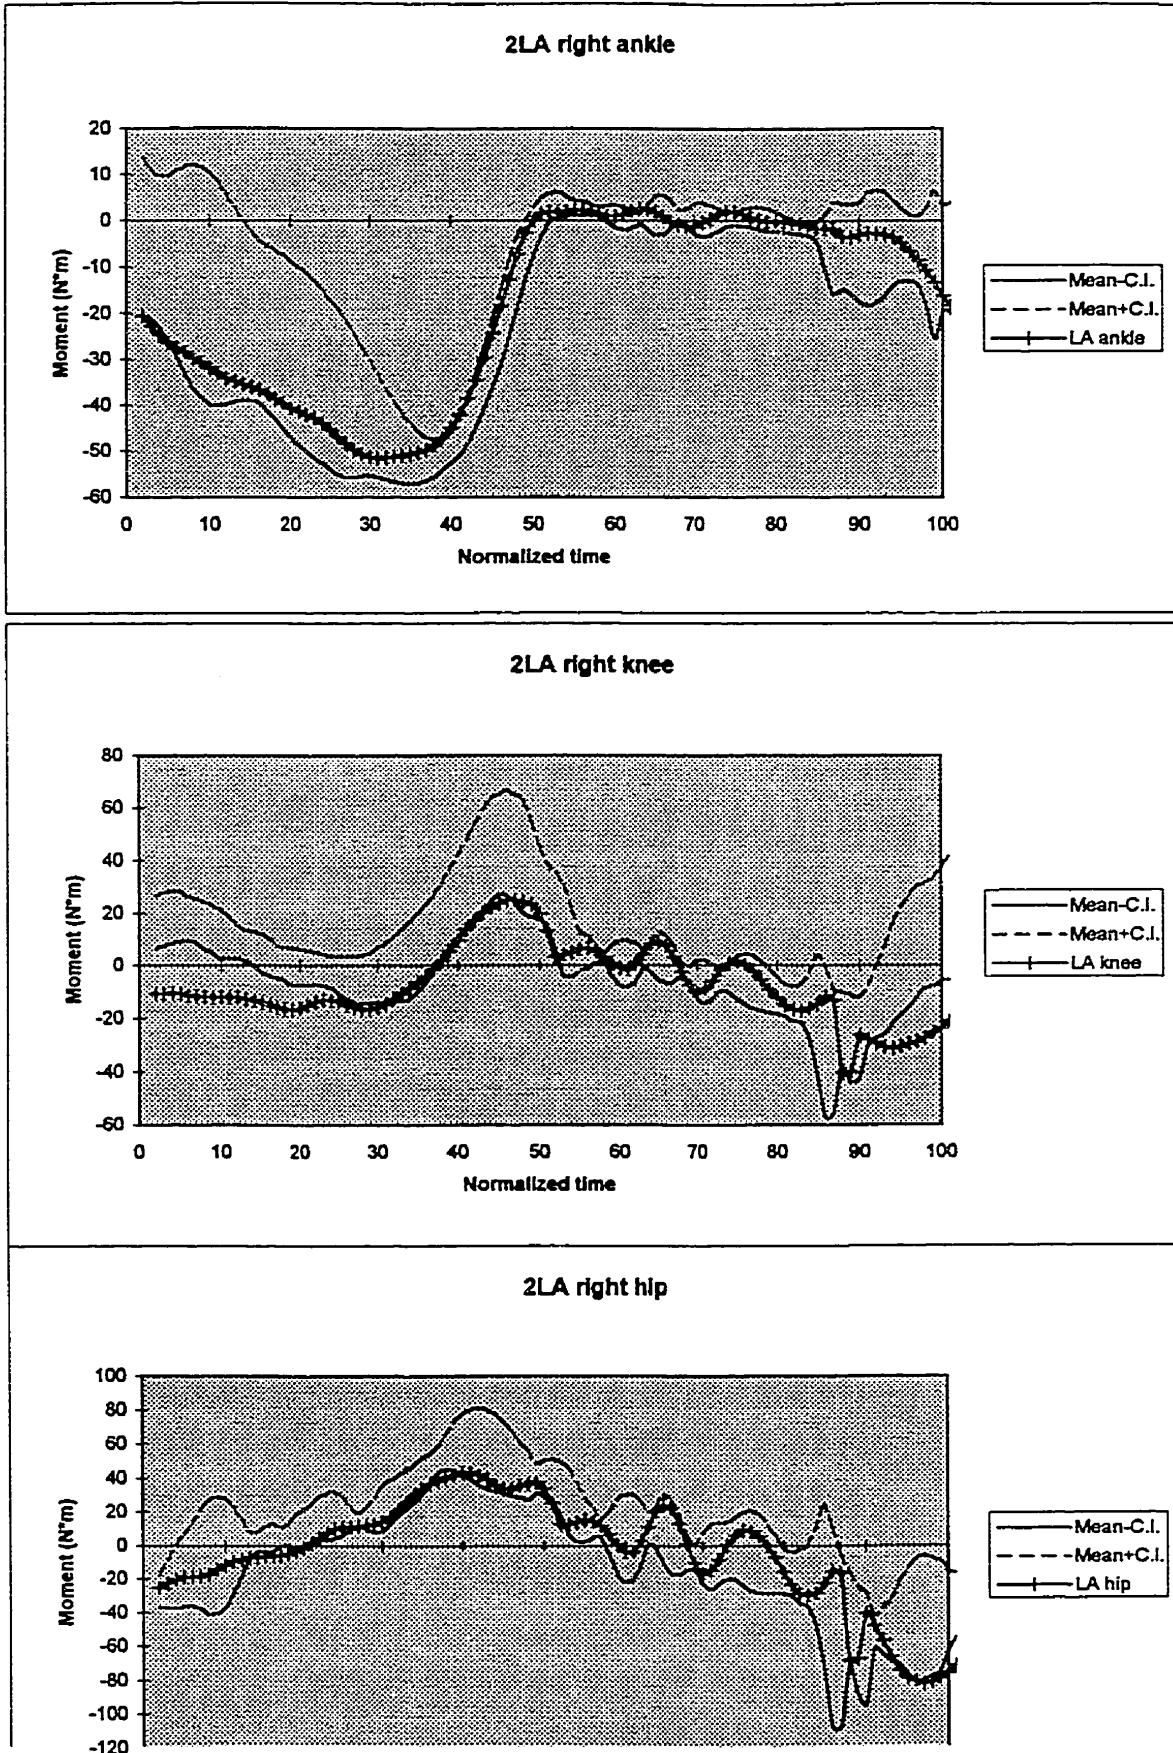 2LA right ankle
20
10
0
-10
-20
-30
-40
-50
-60
Moment (N*m)
0 10 20 30 40 50 60 70 80 90 100
Normalized time
Mean-C.I.
Mean+C.I.
LA ankle
2LA right knee
80
60
40
20
0
-20
-40
-60
Moment (N*m)
0 10 20 30 40 50 60 70 80 90 100
Normalized time
Mean-C.I.
Mean+C.I.
LA knee
2LA right hip
100
80
60
40
20
0
-20
-40
-60
-80
-100
-120
Moment (N*m)
Mean-C.I.
Mean+C.I.
LA hip